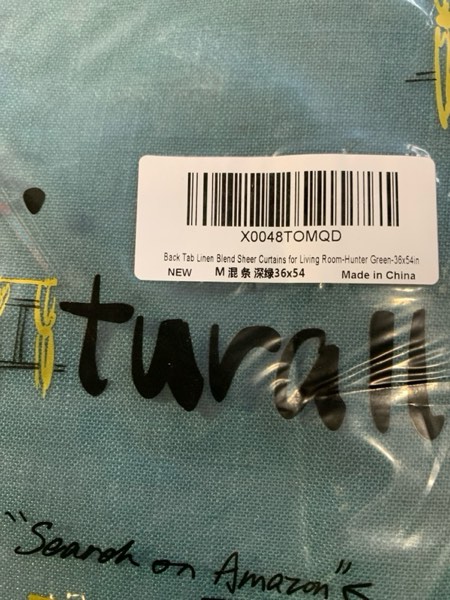 X0048TOMQD
Back Tab Linen Blend Sheer Curtains for Living Room-Hunter Green-36x54in
NEW M 混 条 深绿36x54 Made in China
turall
"Search on Amazon"